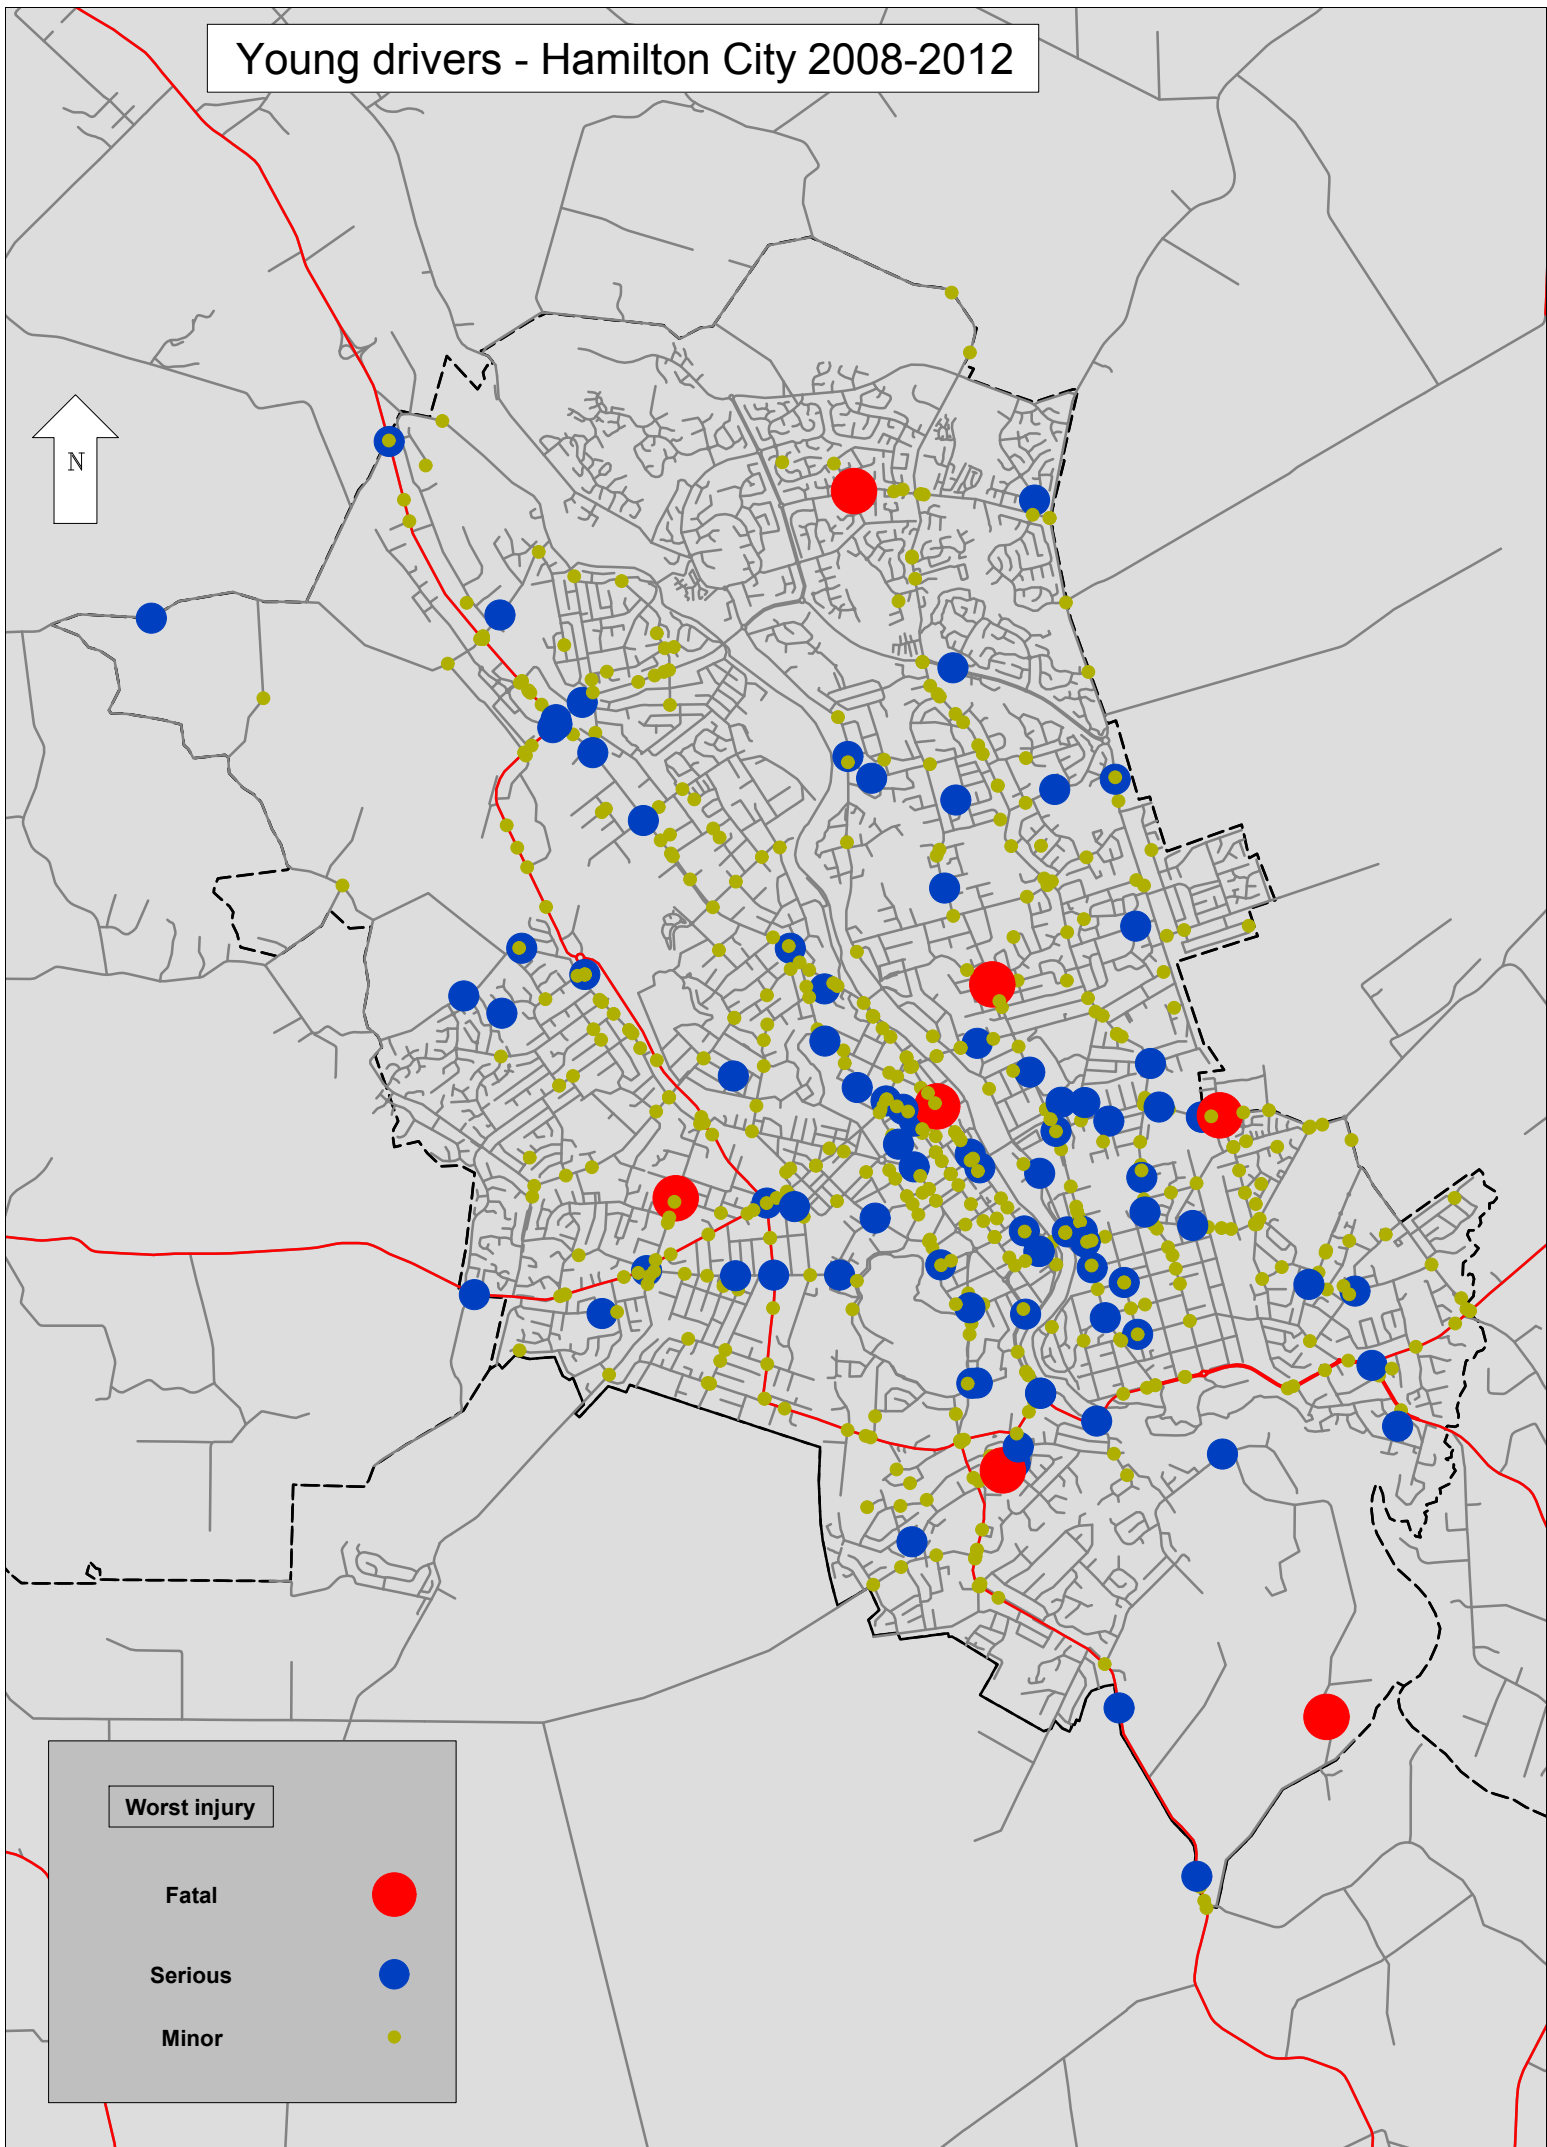 Young drivers - Hamilton City 2008-2012
N
Worst injury
Fatal
Serious
Minor